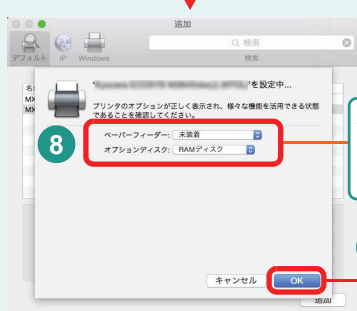 追加
検索
デフォルト IP Windows
検索
名
MX
MX
'を設定中...
プリンタのオプションが正しく表示され、様々な機能を活用できる状態
であることを確認してください。
8
ペーパーフィーダー: 未装着
オプションディスク: RAMディスク
キャンセル OK
追加